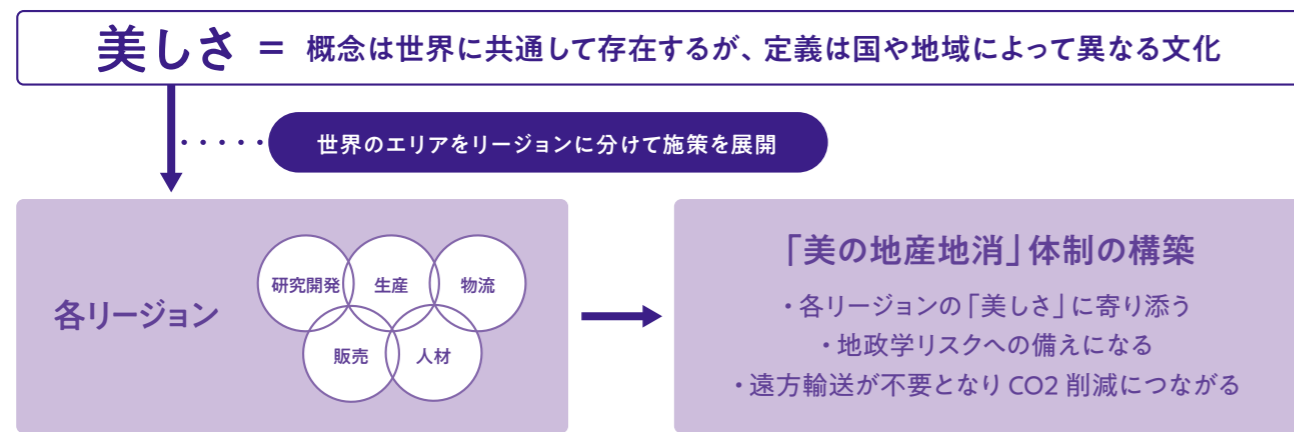 美しさ = 概念は世界に共通して存在するが、定義は国や地域によって異なる文化
世界のエリアをリージョンに分けて施策を展開
各リージョン
研究開発
生産
物流
販売
人材
「美の地産地消」体制の構築
・各リージョンの「美しさ」に寄り添う
・地政学リスクへの備えになる
・遠方輸送が不要となり CO2 削減につながる